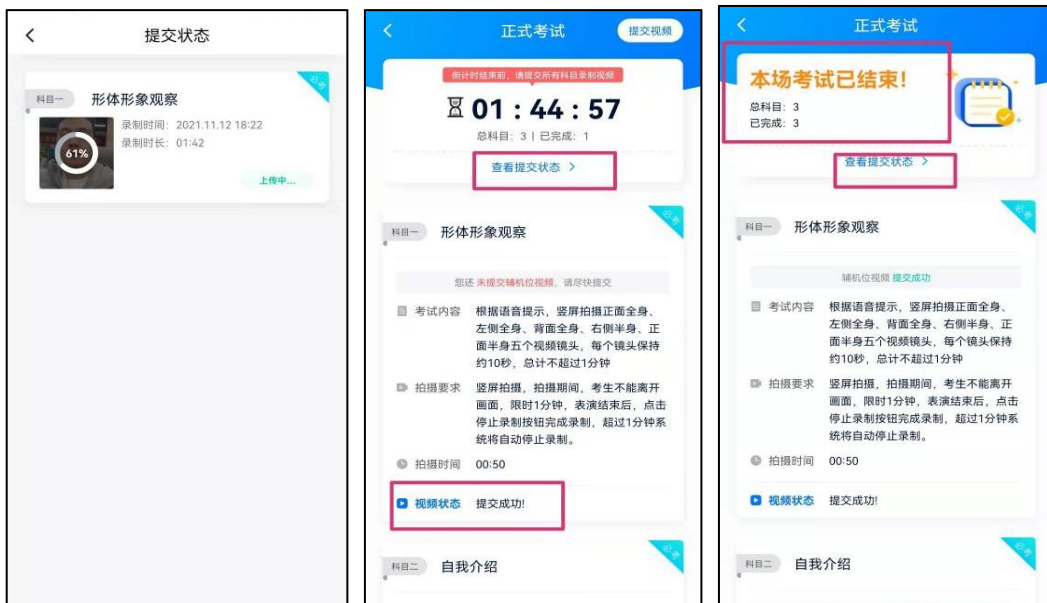 提交状态
必考
科目一
形体形象观察
录制时间：2021.11.12 18:22
录制时长：01:42
61%
上传中...
正式考试
提交视频
倒计时结束前，请提交所有科目录制视频
01 : 44 : 57
总科目：3 | 已完成：1
查看提交状态 >
必考
科目一
形体形象观察
您还 未提交辅机位视频，请尽快提交
考试内容 根据语音提示，竖屏拍摄正面全身、
左侧全身、背面全身、右侧半身、正
面半身五个视频镜头，每个镜头保持
约10秒，总计不超过1分钟
拍摄要求 竖屏拍摄，拍摄期间，考生不能离开
画面，限时1分钟，表演结束后，点击
停止录制按钮完成录制，超过1分钟系
统将自动停止录制。
拍摄时间 00:50
视频状态 提交成功!
必考
科目二
自我介绍
正式考试
本场考试已结束!
总科目：3
已完成：3
查看提交状态 >
必考
科目一
形体形象观察
辅机位视频 提交成功
考试内容 根据语音提示，竖屏拍摄正面全身、
左侧全身、背面全身、右侧半身、正
面半身五个视频镜头，每个镜头保持
约10秒，总计不超过1分钟
拍摄要求 竖屏拍摄，拍摄期间，考生不能离开
画面，限时1分钟，表演结束后，点击
停止录制按钮完成录制，超过1分钟系
统将自动停止录制。
拍摄时间 00:50
视频状态 提交成功!
必考
科目二
自我介绍